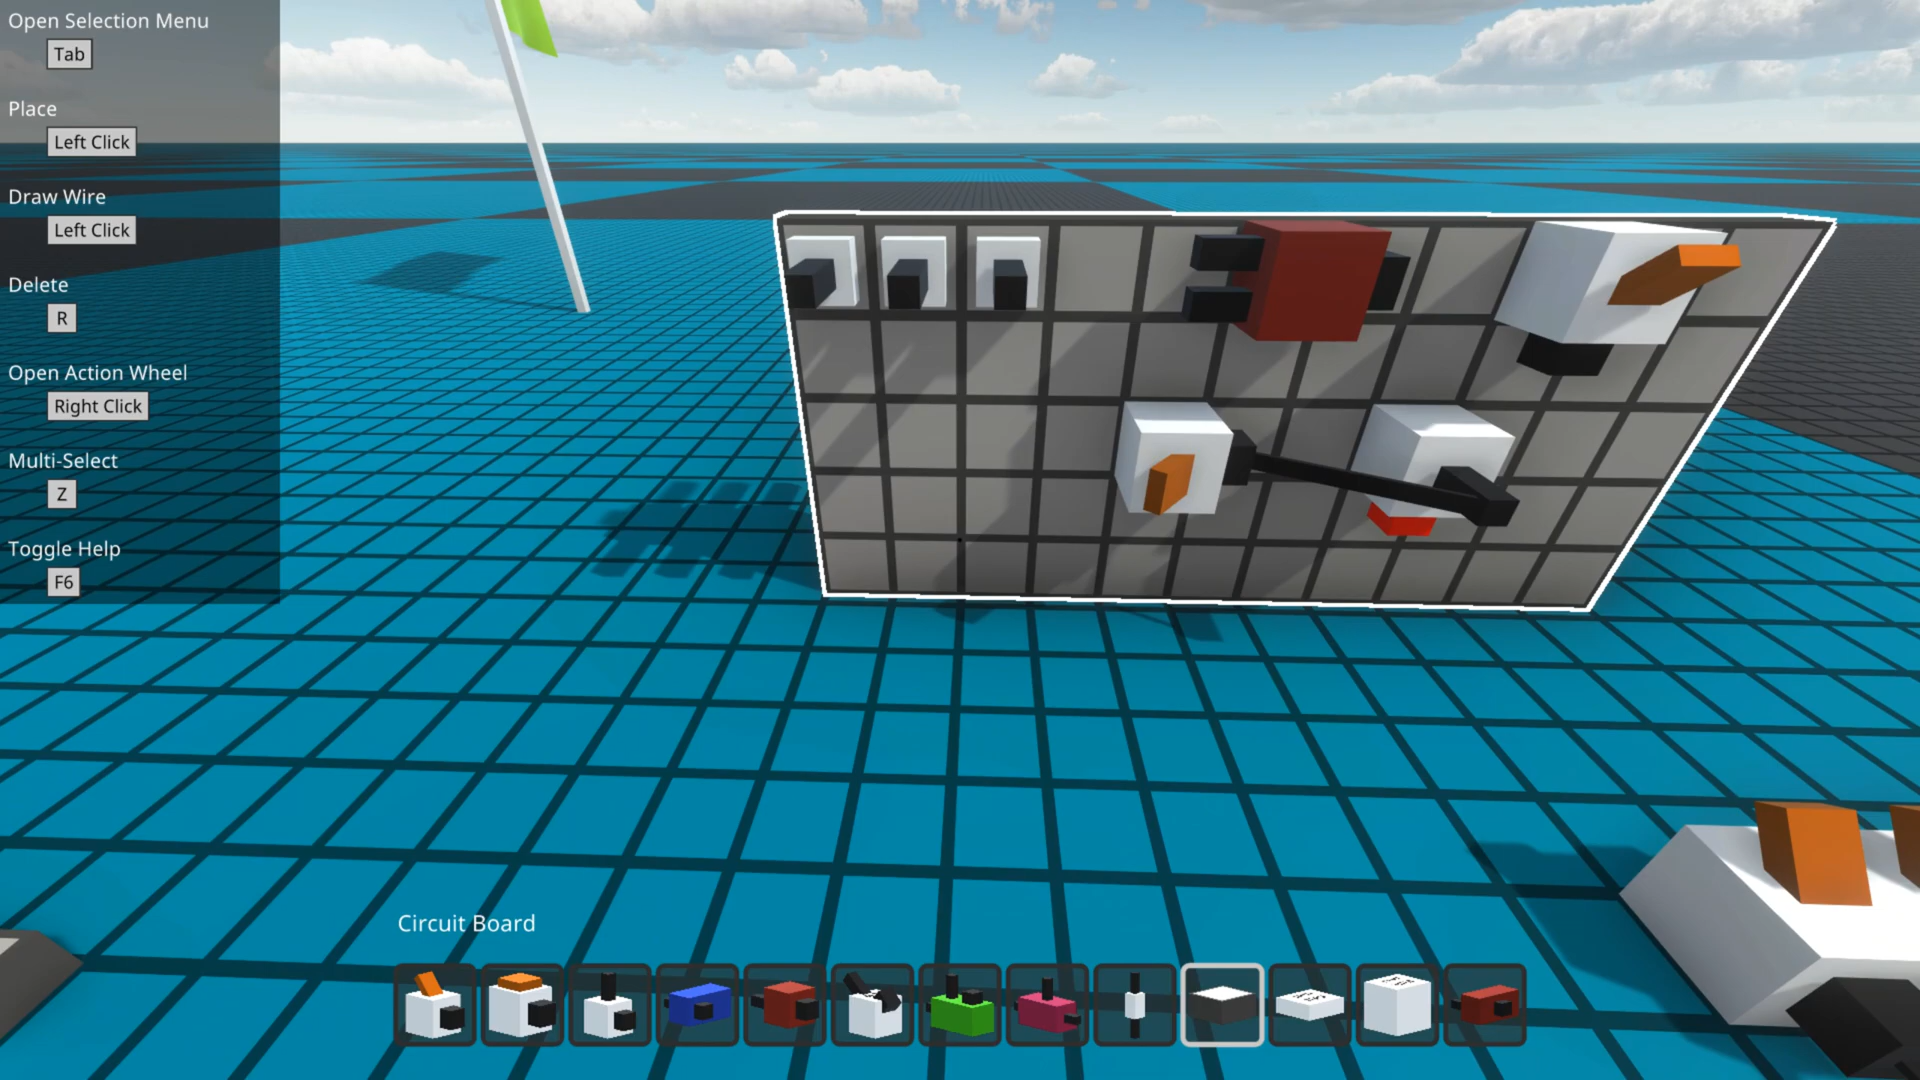 Open Selection Menu
Tab
Place
Left Click
Draw Wire
Left Click
Delete
R
Open Action Wheel
Right Click
Multi-Select
Z
Toggle Help
F6
Circuit Board